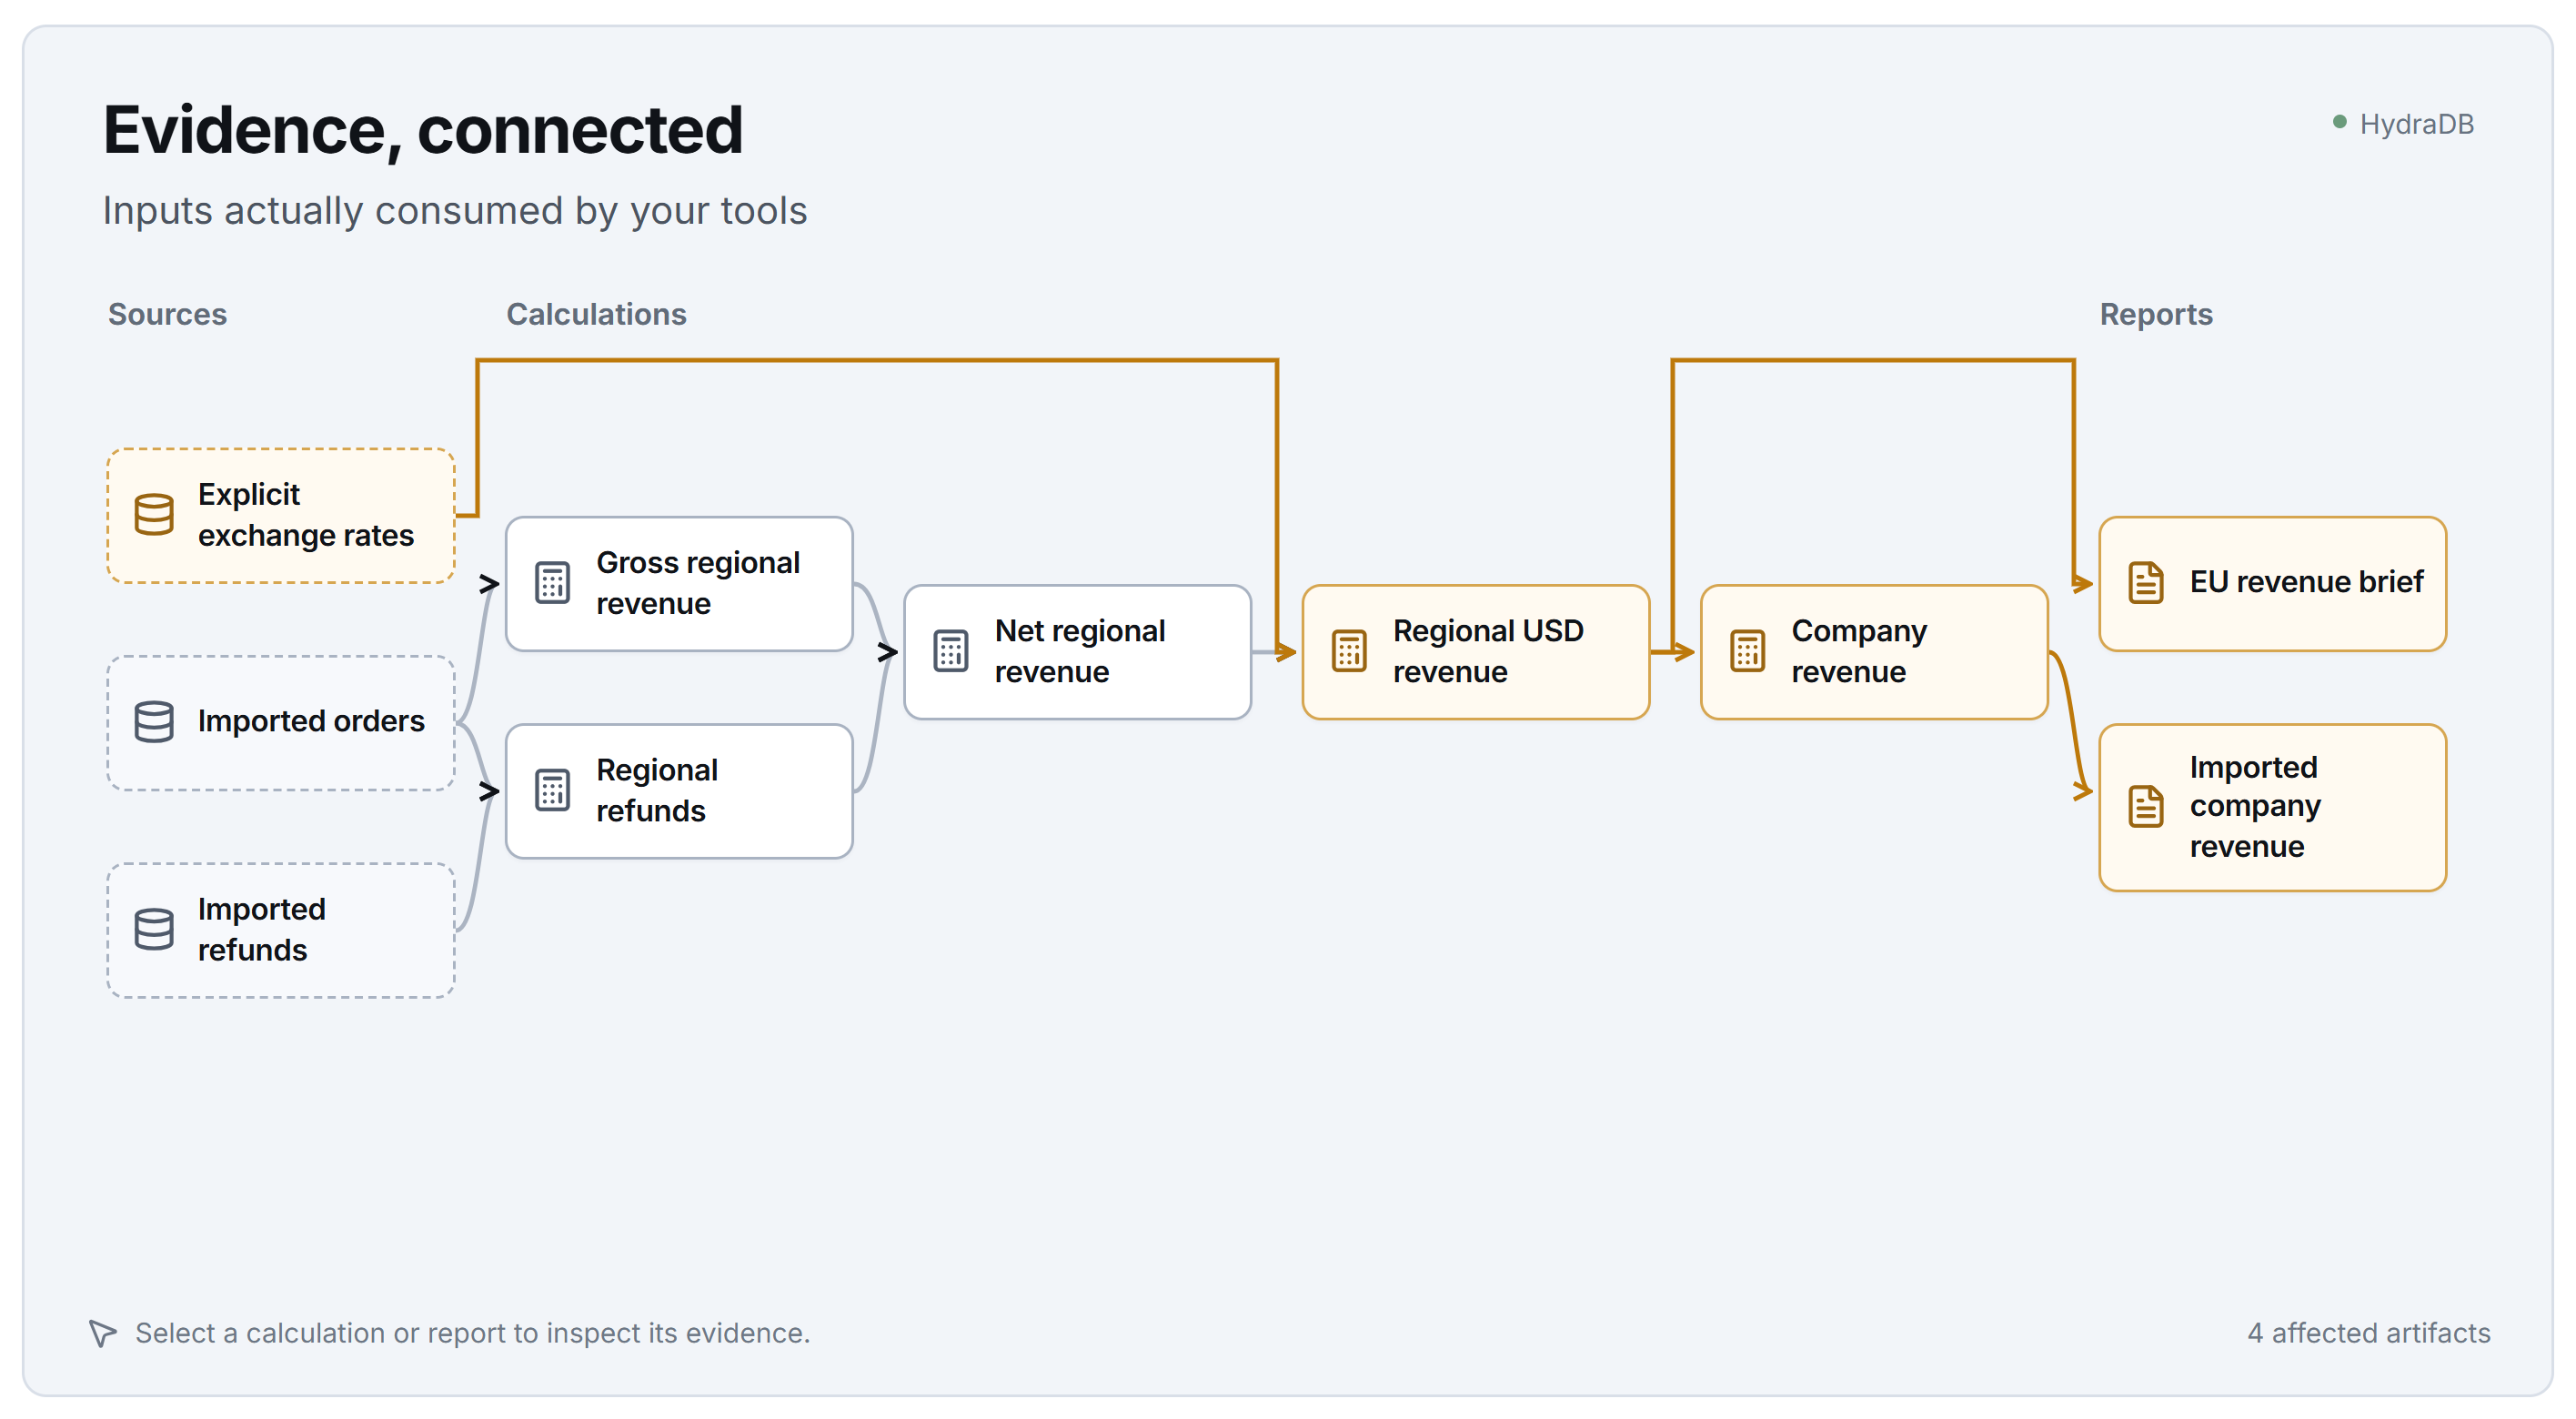 Evidence, connected
HydraDB
Inputs actually consumed by your tools
Sources
Calculations
Reports
Explicit
exchange rates
Imported orders
Imported
refunds
Gross regional
revenue
Regional
refunds
Net regional
revenue
Regional USD
revenue
Company
revenue
EU revenue brief
Imported
company
revenue
Select a calculation or report to inspect its evidence.
4 affected artifacts